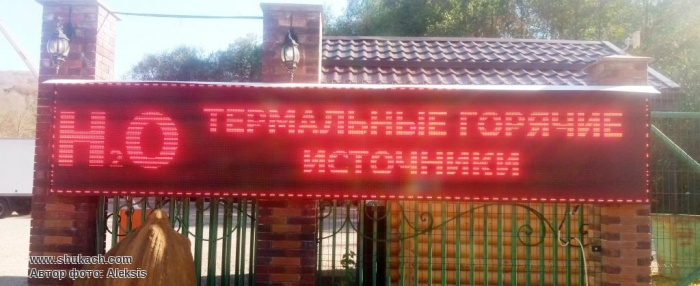 H₂O
ТЕРМАЛЬНЫЕ ГОРЯЧИЕ
ИСТОЧНИКИ
www.shukach.com
Автор фото: Aleksis